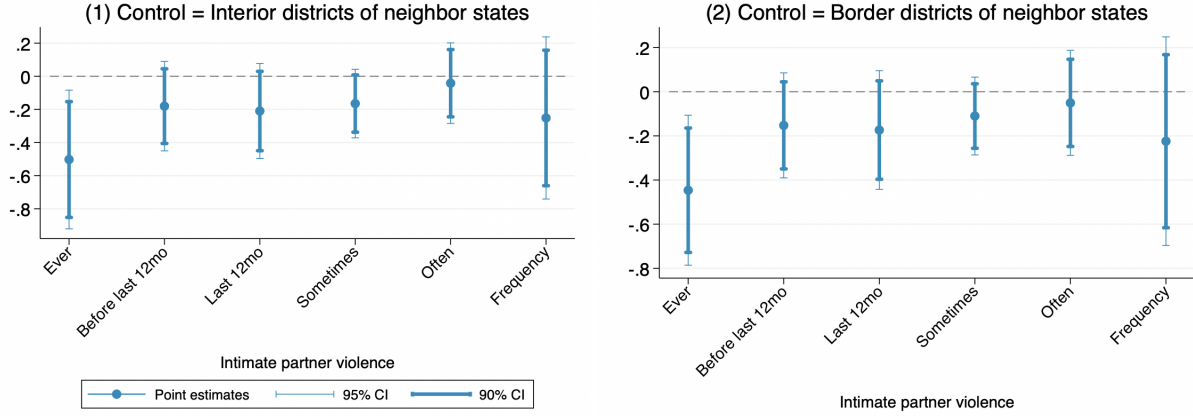 (1) Control = Interior districts of neighbor states
.2
0
-.2
-.4
-.6
-.8
Ever
Before last 12mo
Last 12mo
Sometimes
Often
Frequency
Intimate partner violence
Point estimates
95% CI
90% CI
(2) Control = Border districts of neighbor states
.2
0
-.2
-.4
-.6
-.8
Ever
Before last 12mo
Last 12mo
Sometimes
Often
Frequency
Intimate partner violence